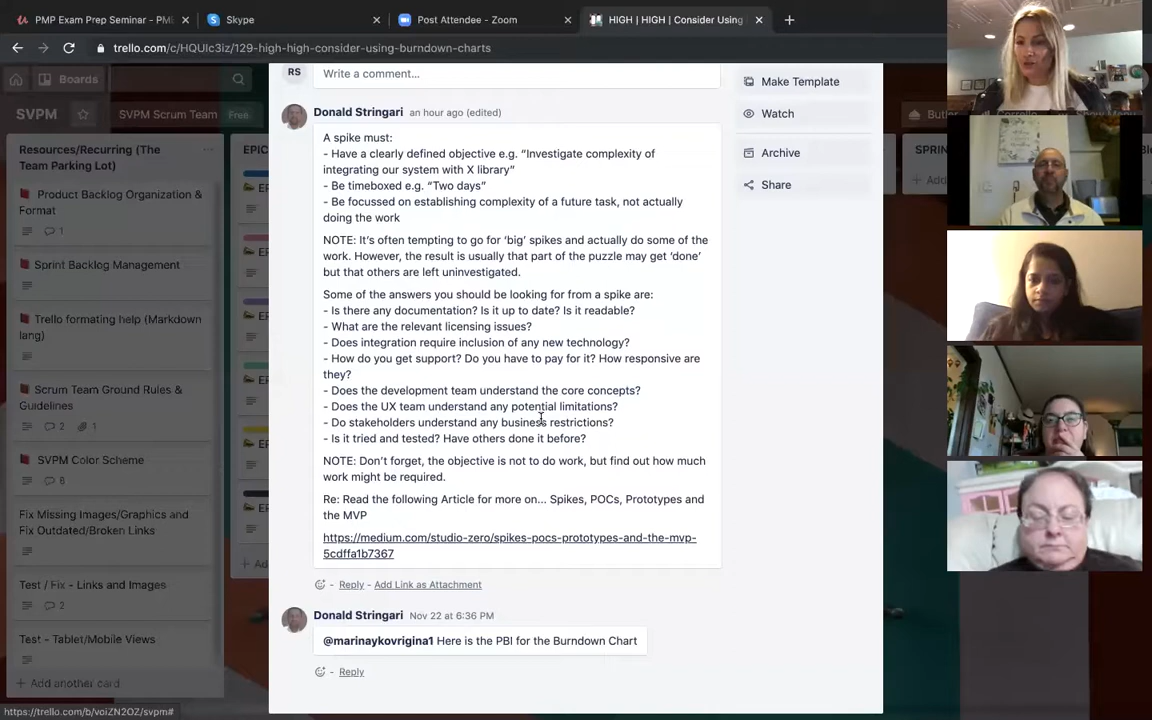 PMP Exam Prep Seminar - PMI
Skype
Post Attendee - Zoom
HIGH | HIGH | Consider Using
trello.com/c/HQUlc3iz/129-high-high-consider-using-burndown-charts
Boards
SVPM
SVPM Scrum Team
Free
Butler
Show Menu
Resources/Recurring (The
Team Parking Lot)
Product Backlog Organization &
Format
1
Sprint Backlog Management
Trello formating help (Markdown
lang)
Scrum Team Ground Rules &
Guidelines
2
1
SVPM Color Scheme
8
Fix Missing Images/Graphics and
Fix Outdated/Broken Links
Test / Fix - Links and Images
2
Test - Tablet/Mobile Views
Add another card
https://trello.com/b/voiZN2OZ/svpm#
EPIC
RS
Write a comment...
Donald Stringari an hour ago (edited)
A spike must:
- Have a clearly defined objective e.g. “Investigate complexity of
integrating our system with X library”
- Be timeboxed e.g. “Two days”
- Be focussed on establishing complexity of a future task, not actually
doing the work
NOTE: It’s often tempting to go for ‘big’ spikes and actually do some of the
work. However, the result is usually that part of the puzzle may get ‘done’
but that others are left uninvestigated.
Some of the answers you should be looking for from a spike are:
- Is there any documentation? Is it up to date? Is it readable?
- What are the relevant licensing issues?
- Does integration require inclusion of any new technology?
- How do you get support? Do you have to pay for it? How responsive are
they?
- Does the development team understand the core concepts?
- Does the UX team understand any potential limitations?
- Do stakeholders understand any business restrictions?
- Is it tried and tested? Have others done it before?
NOTE: Don’t forget, the objective is not to do work, but find out how much
work might be required.
Re: Read the following Article for more on... Spikes, POCs, Prototypes and
the MVP
https://medium.com/studio-zero/spikes-pocs-prototypes-and-the-mvp-
5cdffa1b7367
- Reply - Add Link as Attachment
Donald Stringari Nov 22 at 6:36 PM
@marinaykovrigina1 Here is the PBI for the Burndown Chart
- Reply
Make Template
Watch
Archive
Share
SPRIN